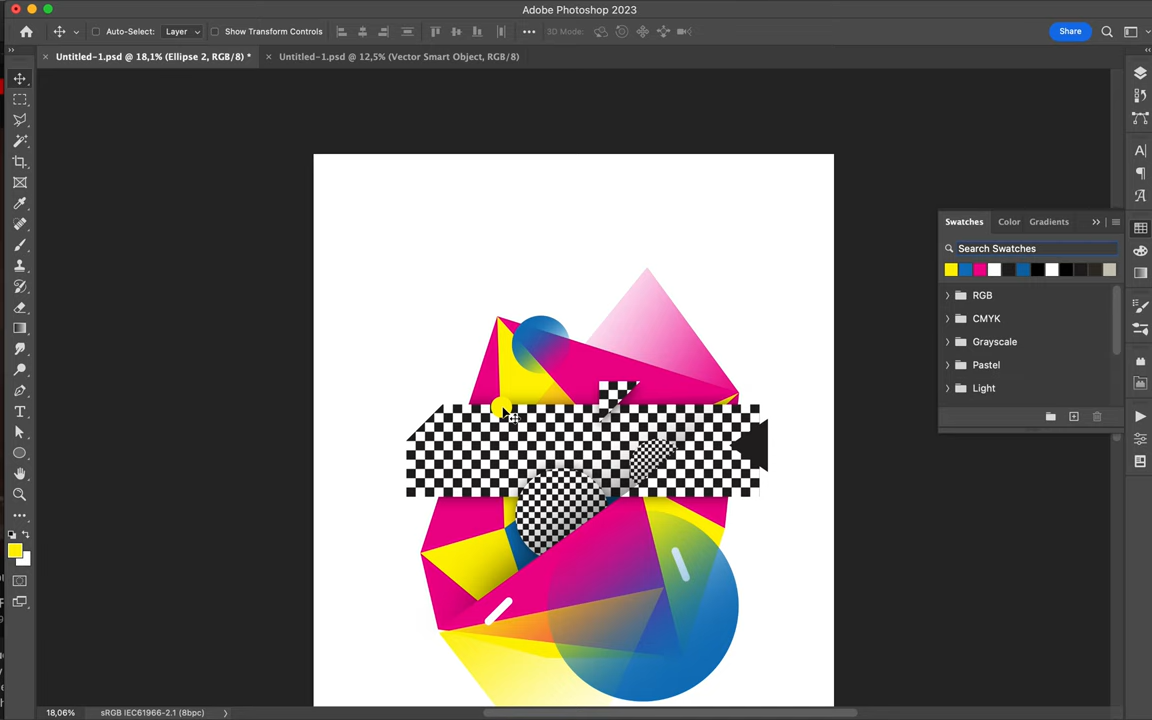 Adobe Photoshop 2023
Auto-Select: Layer Show Transform Controls 3D Mode: Share
Untitled-1.psd @ 18,1% (Ellipse 2, RGB/8) * Untitled-1.psd @ 12,5% (Vector Smart Object, RGB/8)
Swatches Color Gradients
Search Swatches
RGB
CMYK
Grayscale
Pastel
Light
18,06% sRGB IEC61966-2.1 (8bpc)